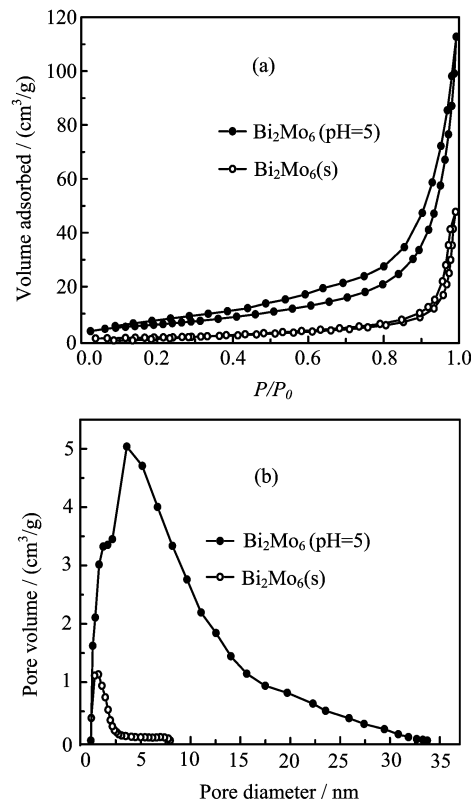 120
100
80
60
40
20
0
Volume adsorbed / (cm³/g)
(a)
Bi₂Mo₆ (pH=5)
Bi₂Mo₆(s)
0.0 0.2 0.4 0.6 0.8 1.0
P/P₀
5
4
3
2
1
0
Pore volume / (cm³/g)
(b)
Bi₂Mo₆ (pH=5)
Bi₂Mo₆(s)
0 5 10 15 20 25 30 35
Pore diameter / nm